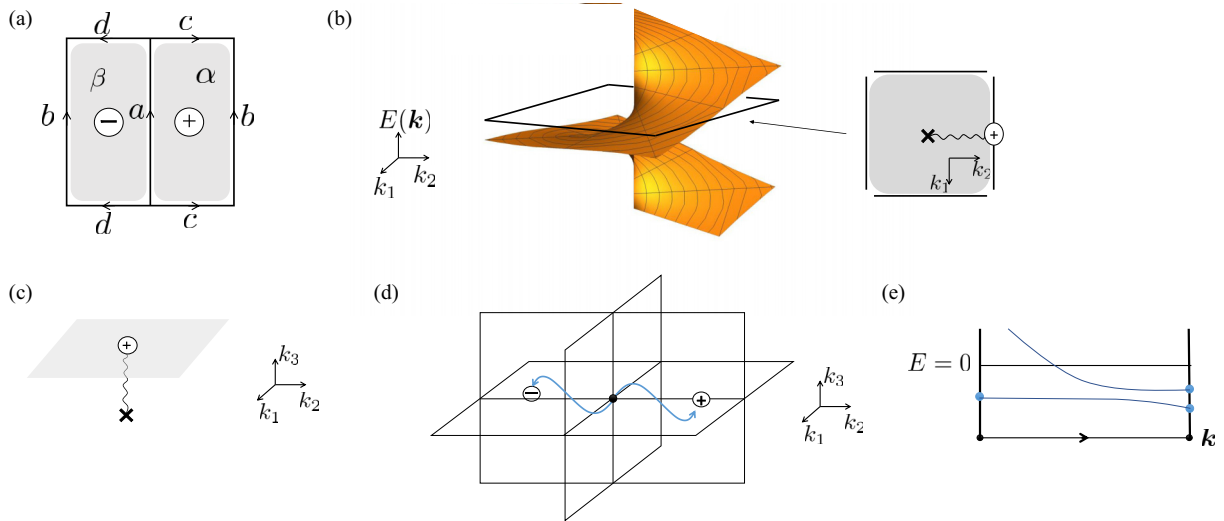 (a)
d c
β α
b − a + b
d c
(b)
E(k)
k₁ k₂
+
k₁ k₂
(c)
+
k₃
k₁ k₂
(d)
− +
k₃
k₁ k₂
(e)
E = 0
k